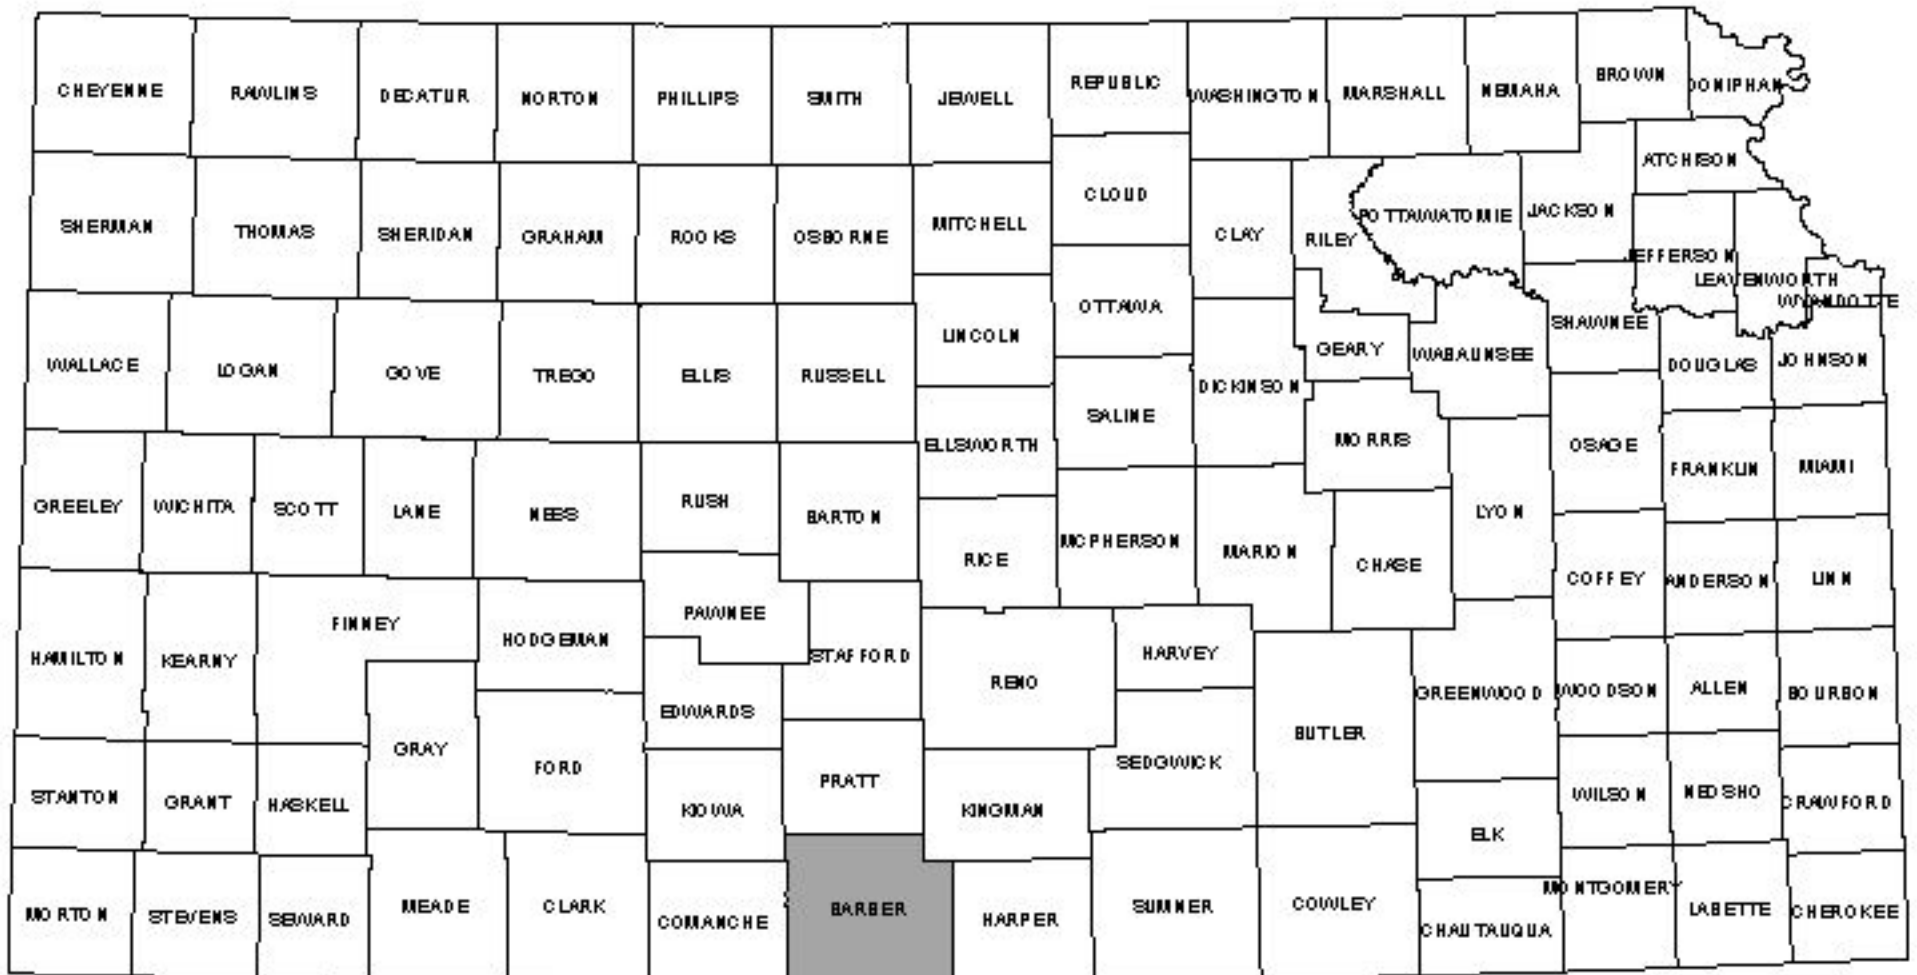 CHEYENNE
RAWLINS
DECATUR
NORTON
PHILLIPS
SMITH
JEWELL
REPUBLIC
WASHINGTON
MARSHALL
NEMAHA
BROWN
DONIPHAN
SHERMAN
THOMAS
SHERIDAN
GRAHAM
ROOKS
OSBORNE
MITCHELL
CLOUD
CLAY
RILEY
POTTAWATOMIE
JACKSON
ATCHISON
JEFFERSON
LEAVENWORTH
WYANDOTTE
WALLACE
LOGAN
GOVE
TREGO
ELLIS
RUSSELL
LINCOLN
OTTAWA
DICKINSON
GEARY
WABAUNSEE
SHAWNEE
DOUGLAS
JOHNSON
ELLSWORTH
SALINE
MORRIS
OSAGE
FRANKLIN
MIAMI
GREELEY
WICHITA
SCOTT
LANE
NESS
RUSH
BARTON
RICE
MCPHERSON
MARION
CHASE
LYON
COFFEY
ANDERSON
LINN
HAMILTON
KEARNY
FINNEY
HODGEMAN
PAWNEE
STAFFORD
RENO
HARVEY
GREENWOOD
WOODSON
ALLEN
BOURBON
GRAY
FORD
EDWARDS
PRATT
KINGMAN
SEDGWICK
BUTLER
STANTON
GRANT
HASKELL
KIOWA
ELK
WILSON
NEOSHO
CRAWFORD
MORTON
STEVENS
SEWARD
MEADE
CLARK
COMANCHE
BARBER
HARPER
SUMNER
COWLEY
CHAUTAUQUA
MONTGOMERY
LABETTE
CHEROKEE